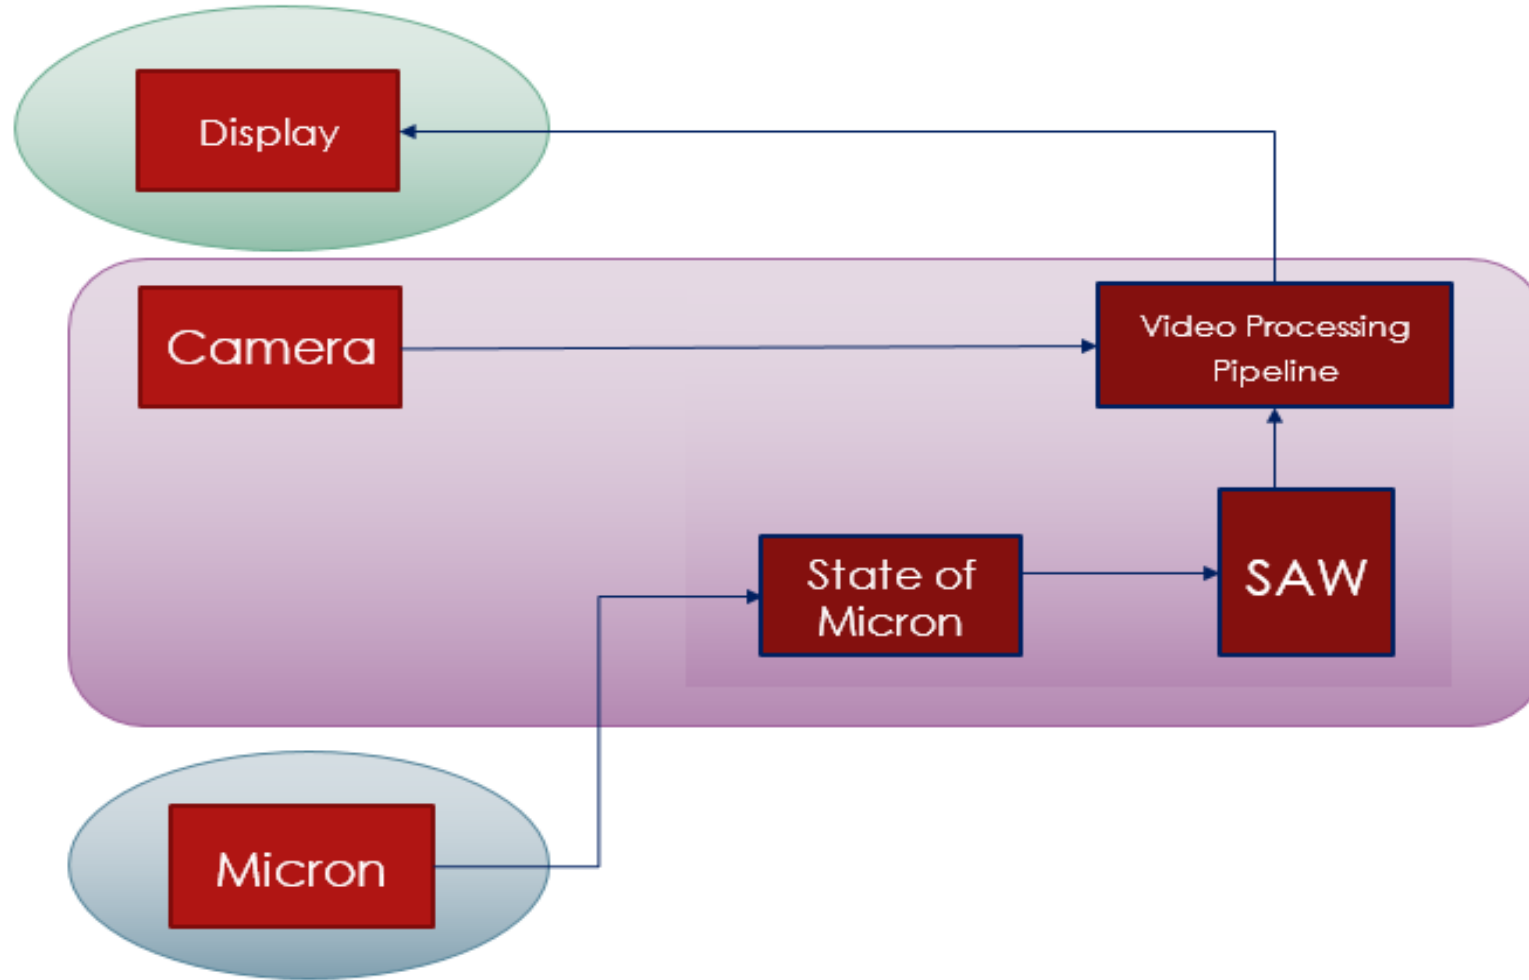 Display
Camera
Video Processing
Pipeline
State of
Micron
SAW
Micron